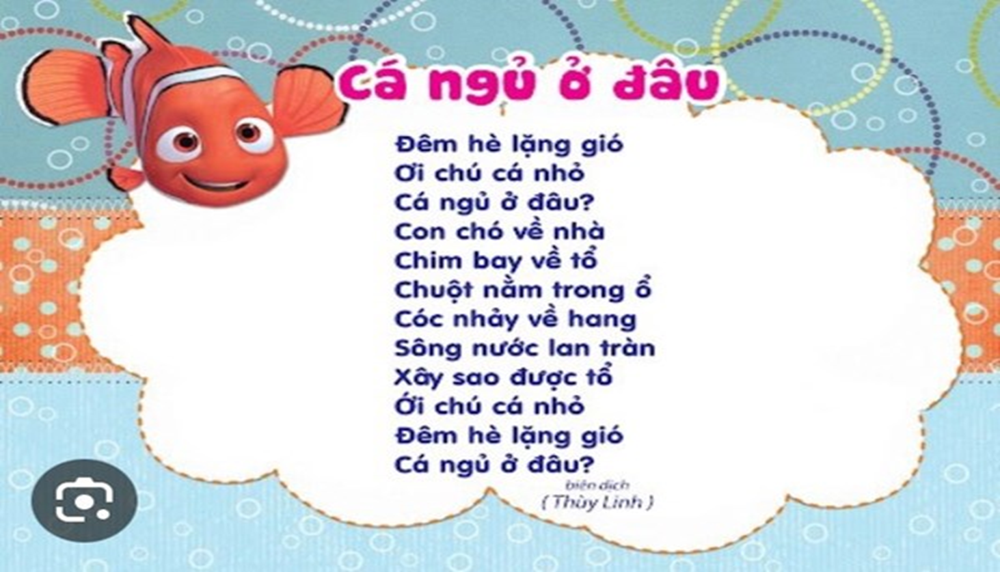 Cá ngủ ở đâu
Đêm hè lặng gió
Ơi chú cá nhỏ
Cá ngủ ở đâu?
Con chó về nhà
Chim bay về tổ
Chuột nằm trong ổ
Cóc nhảy về hang
Sông nước lan tràn
Xây sao được tổ
Ới chú cá nhỏ
Đêm hè lặng gió
Cá ngủ ở đâu?
biên dịch
( Thùy Linh )